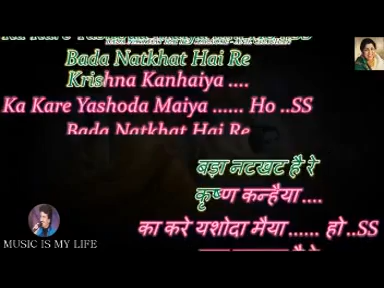 Bada Natkhat Hai Re
Krishna Kanhaiya ....
Ka Kare Yashoda Maiya ...... Ho ..SS
Bada Natkhat Hai Re
बड़ा नटखट है रे
कृष्ण कन्हैया ....
का करे यशोदा मैया ...... हो ..SS
MUSIC IS MY LIFE